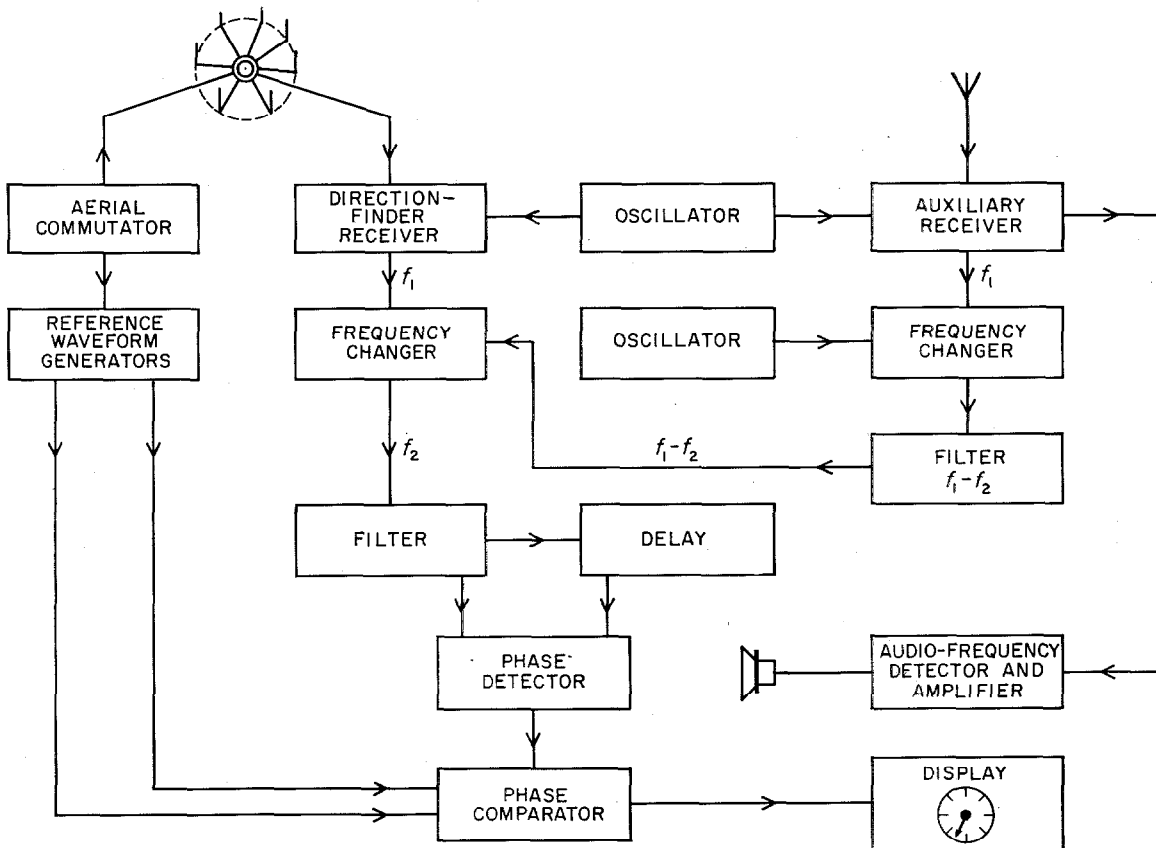 AERIAL
COMMUTATOR
DIRECTION-
FINDER
RECEIVER
OSCILLATOR
AUXILIARY
RECEIVER
f₁
f₁
REFERENCE
WAVEFORM
GENERATORS
FREQUENCY
CHANGER
OSCILLATOR
FREQUENCY
CHANGER
f₂
f₁-f₂
FILTER
f₁-f₂
FILTER
DELAY
PHASE
DETECTOR
AUDIO-FREQUENCY
DETECTOR AND
AMPLIFIER
PHASE
COMPARATOR
DISPLAY